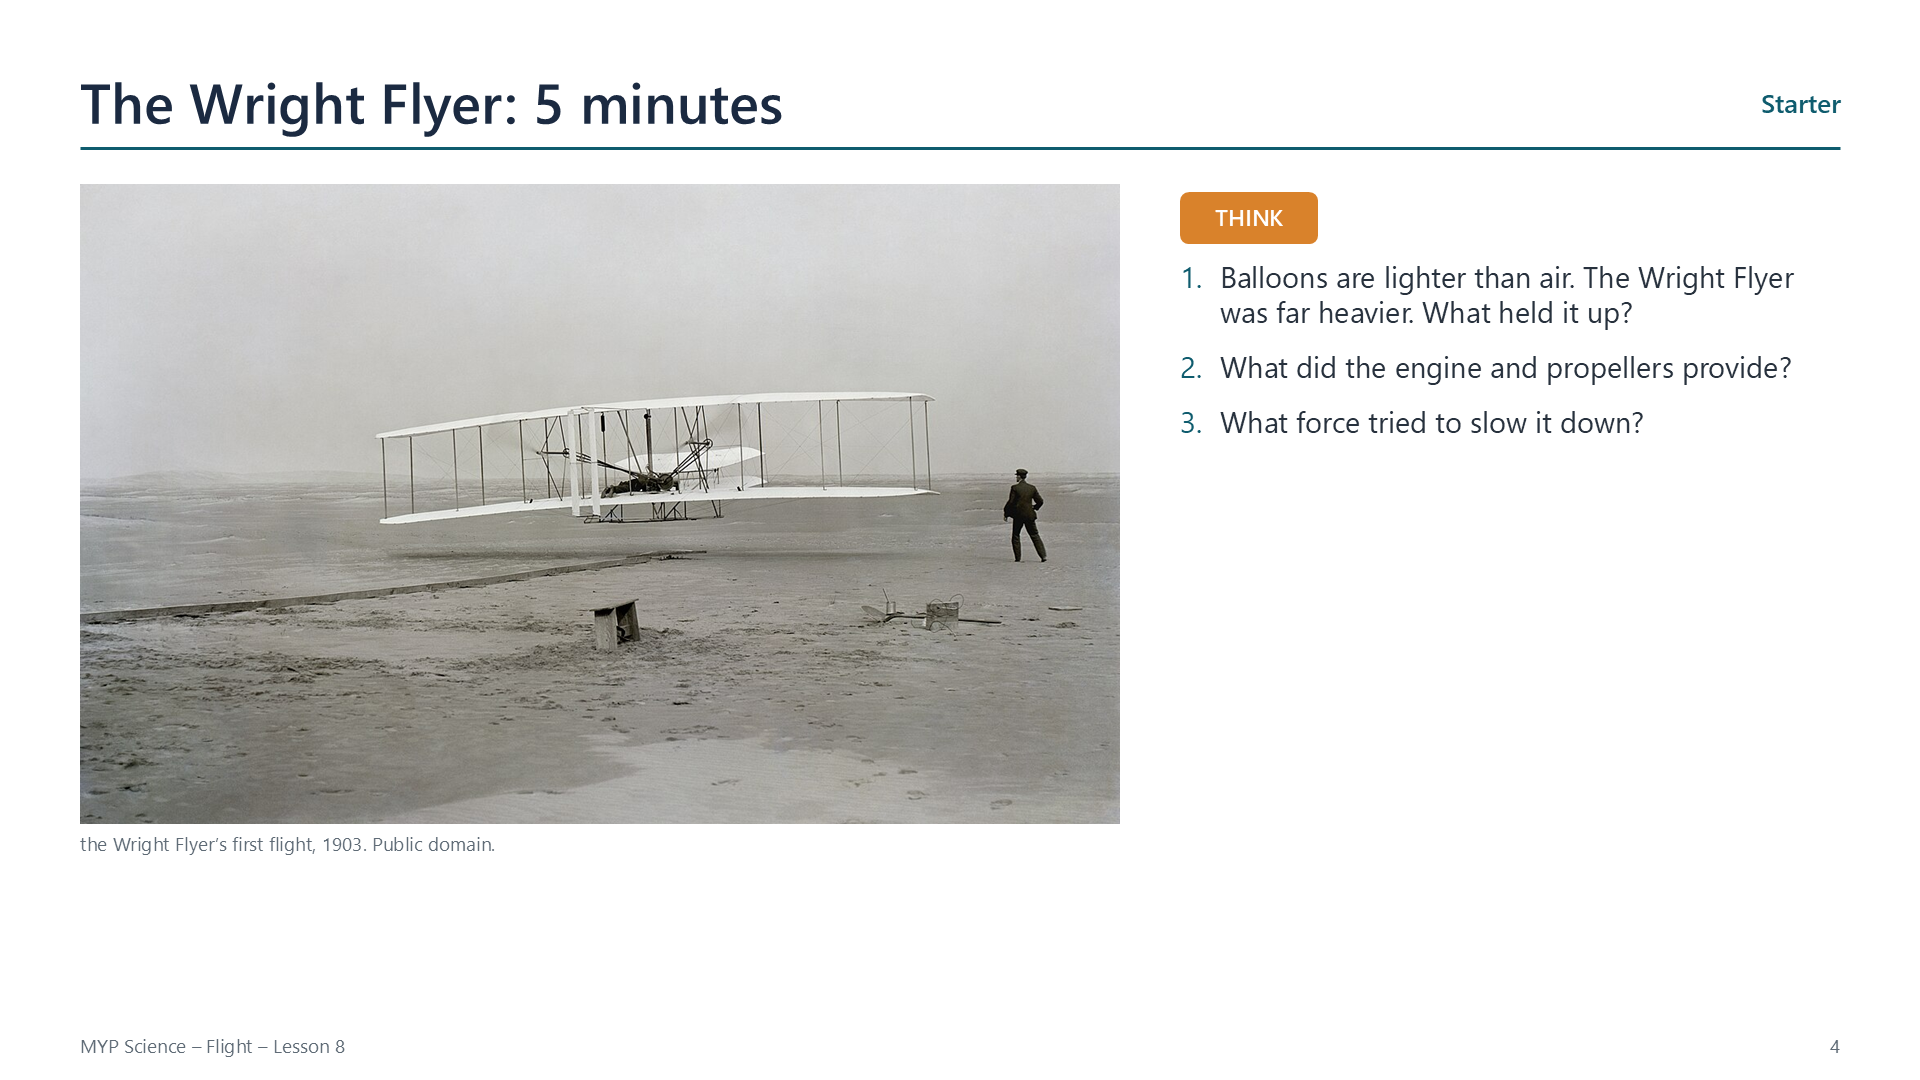 The Wright Flyer: 5 minutes
Starter
THINK
1. Balloons are lighter than air. The Wright Flyer
was far heavier. What held it up?
2. What did the engine and propellers provide?
3. What force tried to slow it down?
the Wright Flyer’s first flight, 1903. Public domain.
MYP Science – Flight – Lesson 8
4